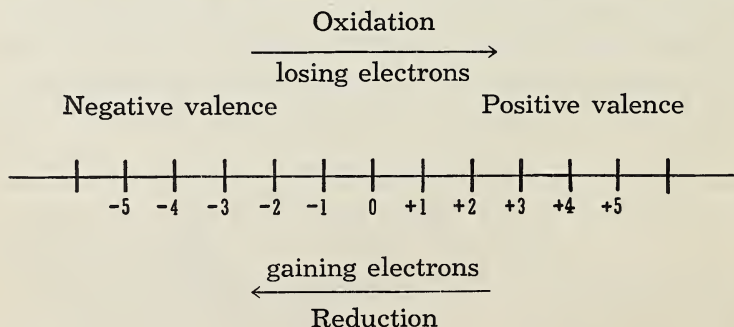 Oxidation
losing electrons
Negative valence Positive valence
-5 -4 -3 -2 -1 0 +1 +2 +3 +4 +5
gaining electrons
Reduction